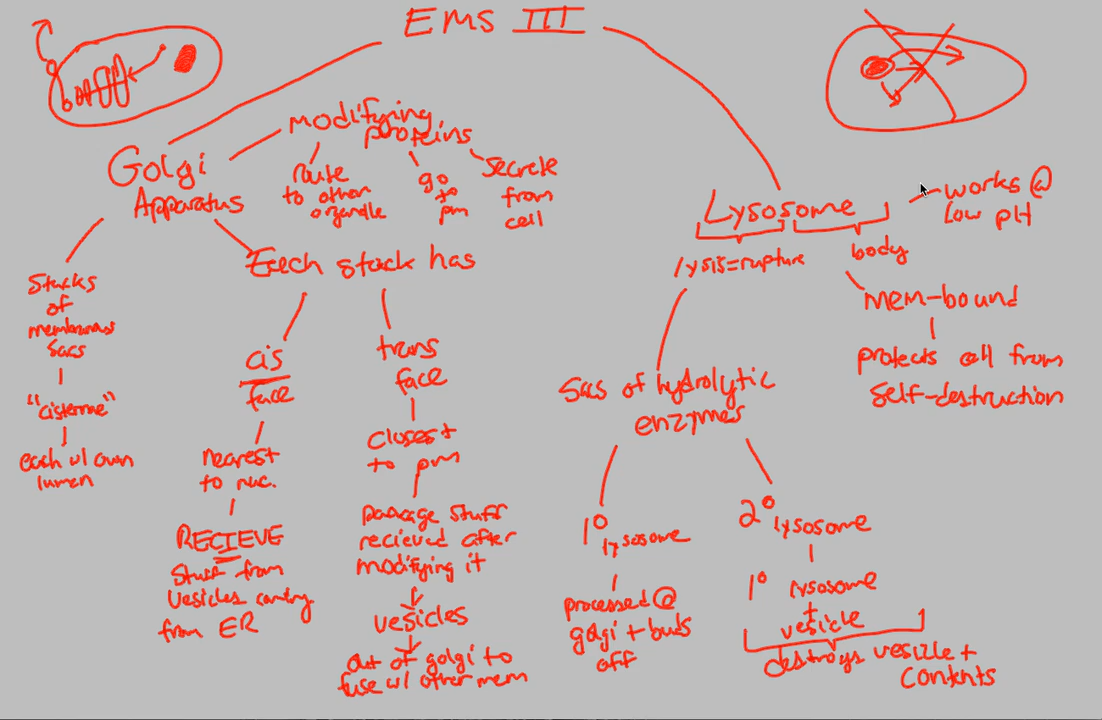 EMS III
modifying
proteins
Golgi
Apparatus
route
to other
organelle
go
to
pm
secrete
from
cell
Each stack has
Stacks
of
membranous
sacs
"cisternae"
each w/ own
lumen
cis
face
nearest
to nuc.
RECIEVE
stuff from
vesicles coming
from ER
trans
face
closest
to pm
package stuff
recieved after
modifying it
vesicles
out of golgi to
fuse w/ other mem
Lysosome
works @
low pH
lysis=rupture
body
mem-bound
protects cell from
self-destruction
Sacs of hydrolytic
enzymes
1° lysosome
processed @
golgi + buds
off
2° lysosome
1° lysosome
+
vesicle
destroys vesicle +
contents